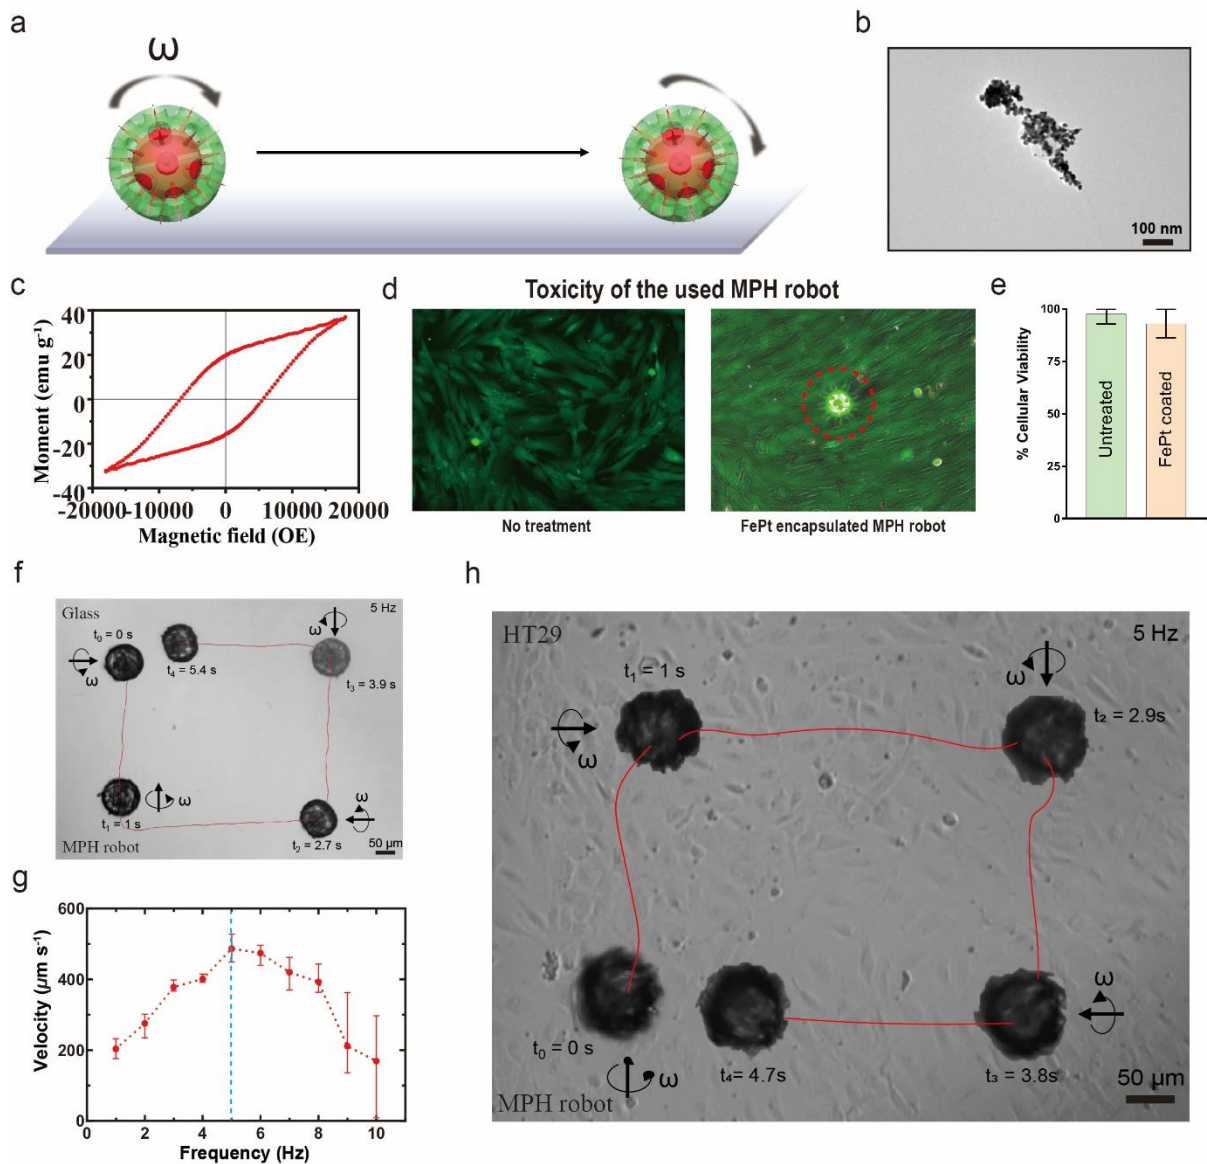 a
ω
b
100 nm
c
Moment (emu g⁻¹)
40
20
0
-20
-40
-20000
-10000
0
10000
20000
Magnetic field (OE)
d
Toxicity of the used MPH robot
No treatment
FePt encapsulated MPH robot
e
% Cellular Viability
100
75
50
25
0
Untreated
FePt coated
f
Glass
5 Hz
t₀ = 0 s
ω
t₄ = 5.4 s
ω
t₃ = 3.9 s
t₁ = 1 s
ω
t₂ = 2.7 s
ω
MPH robot
50 µm
g
Velocity (µm s⁻¹)
600
400
200
0
0
2
4
6
8
10
Frequency (Hz)
h
HT29
5 Hz
t₁ = 1 s
ω
ω
t₂ = 2.9s
t₀ = 0 s
ω
t₄= 4.7s
t₃ = 3.8s
ω
MPH robot
50 µm